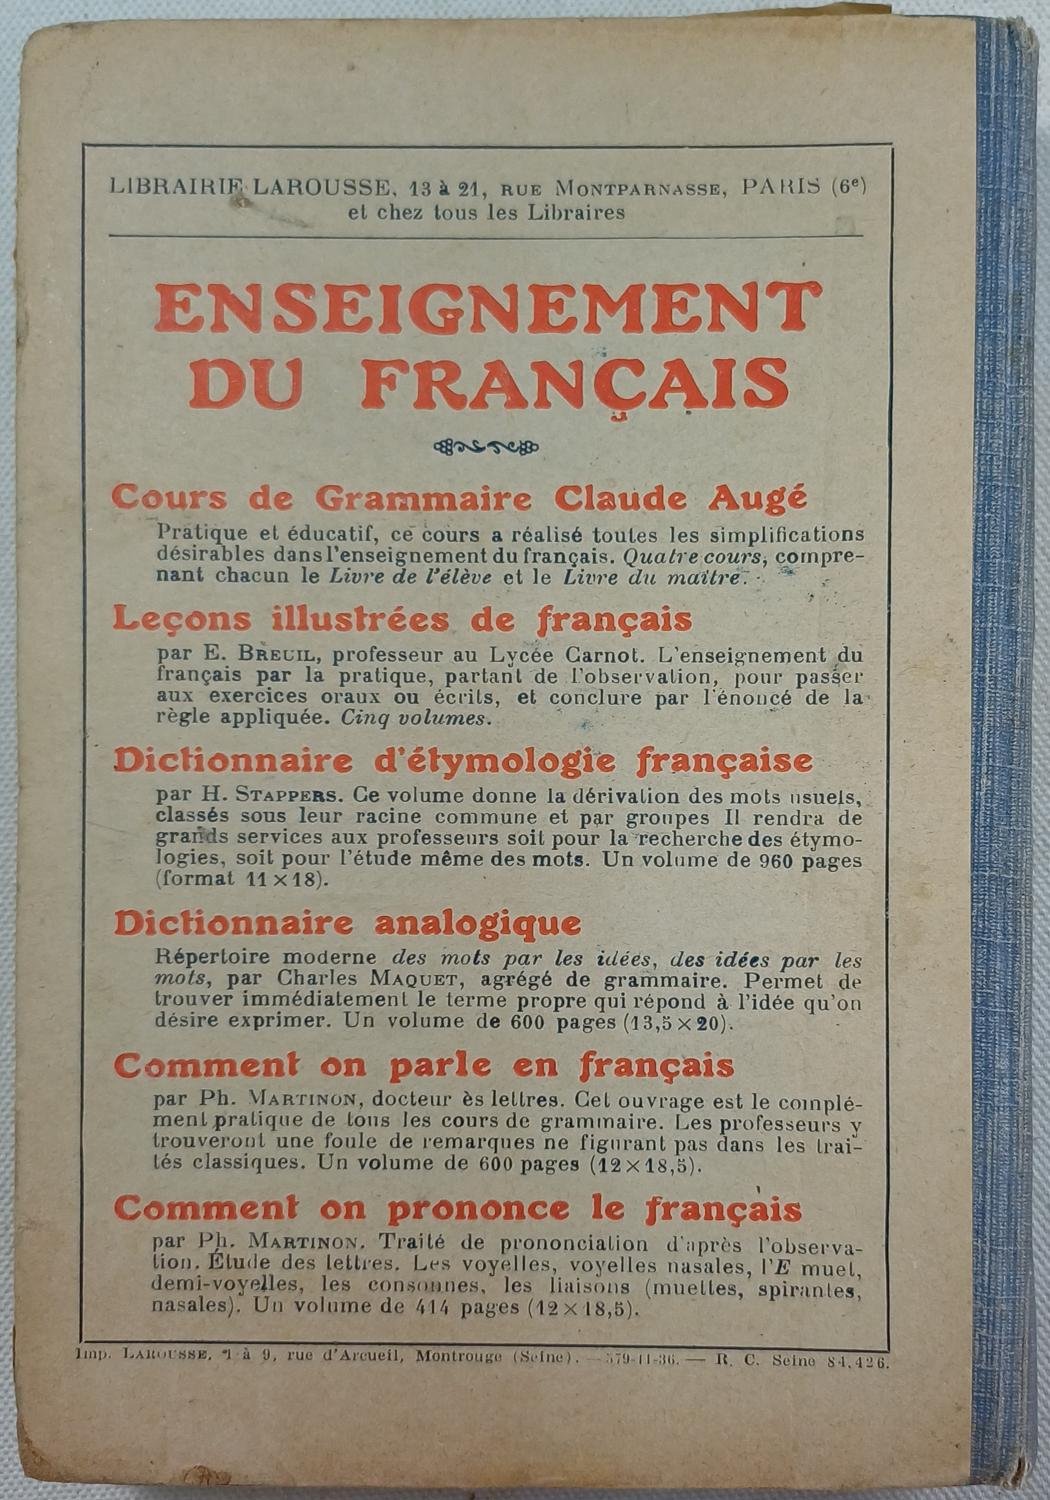 LIBRAIRIE LAROUSSE, 13 à 21, RUE MONTPARNASSE, PARIS (6e)
et chez tous les Libraires
ENSEIGNEMENT
DU FRANÇAIS
Cours de Grammaire Claude Augé
Pratique et éducatif, ce cours a réalisé toutes les simplifications
désirables dans l'enseignement du français. Quatre cours, compre-
nant chacun le Livre de l'élève et le Livre du maître.
Leçons illustrées de français
par E. BREUIL, professeur au Lycée Carnot. L'enseignement du
français par la pratique, partant de l'observation, pour passer
aux exercices oraux ou écrits, et conclure par l'énoncé de la
règle appliquée. Cinq volumes.
Dictionnaire d'étymologie française
par H. STAPPERS. Ce volume donne la dérivation des mots usuels,
classés sous leur racine commune et par groupes Il rendra de
grands services aux professeurs soit pour la recherche des étymo-
logies, soit pour l'étude même des mots. Un volume de 960 pages
(format 11 × 18).
Dictionnaire analogique
Répertoire moderne des mots par les idées, des idées par les
mots, par Charles MAQUET, agrégé de grammaire. Permet de
trouver immédiatement le terme propre qui répond à l'idée qu'on
désire exprimer. Un volume de 600 pages (13,5 × 20).
Comment on parle en français
par Ph. MARTINON, docteur ès lettres. Cet ouvrage est le complé-
ment pratique de tous les cours de grammaire. Les professeurs y
trouveront une foule de remarques ne figurant pas dans les trai-
tés classiques. Un volume de 600 pages (12 × 18,5).
Comment on prononce le français
par Ph. MARTINON. Traité de prononciation d'après l'observa-
tion. Étude des lettres. Les voyelles, voyelles nasales, l'E muet,
demi-voyelles, les consonnes, les liaisons (muettes, spirantes,
nasales). Un volume de 414 pages (12 × 18,5).
Imp. LAROUSSE, 1 à 9, rue d'Arcueil, Montrouge (Seine). — 579-11-36. — R. C. Seine 84.426.